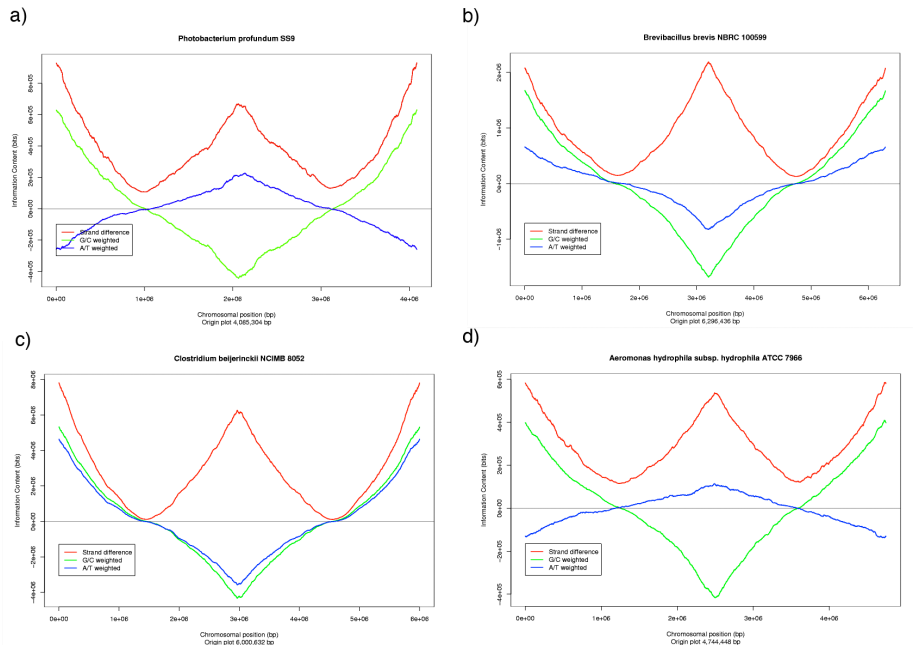 a)
Photobacterium profundum SS9
Information Content (bits)
8e+05
6e+05
4e+05
2e+05
0e+00
-2e+05
-4e+05
Strand difference
G/C weighted
A/T weighted
0e+00 1e+06 2e+06 3e+06 4e+06
Chromosomal position (bp)
Origin plot 4,085,304 bp
b)
Brevibacillus brevis NBRC 100599
Information Content (bits)
2e+06
1e+06
0e+00
-1e+06
Strand difference
G/C weighted
A/T weighted
0e+00 1e+06 2e+06 3e+06 4e+06 5e+06 6e+06
Chromosomal position (bp)
Origin plot 6,296,436 bp
c)
Clostridium beijerinckii NCIMB 8052
Information Content (bits)
8e+06
6e+06
4e+06
2e+06
0e+00
-2e+06
-4e+06
Strand difference
G/C weighted
A/T weighted
0e+00 1e+06 2e+06 3e+06 4e+06 5e+06 6e+06
Chromosomal position (bp)
Origin plot 6,000,632 bp
d)
Aeromonas hydrophila subsp. hydrophila ATCC 7966
Information Content (bits)
6e+05
4e+05
2e+05
0e+00
-2e+05
-4e+05
Strand difference
G/C weighted
A/T weighted
0e+00 1e+06 2e+06 3e+06 4e+06
Chromosomal position (bp)
Origin plot 4,744,448 bp